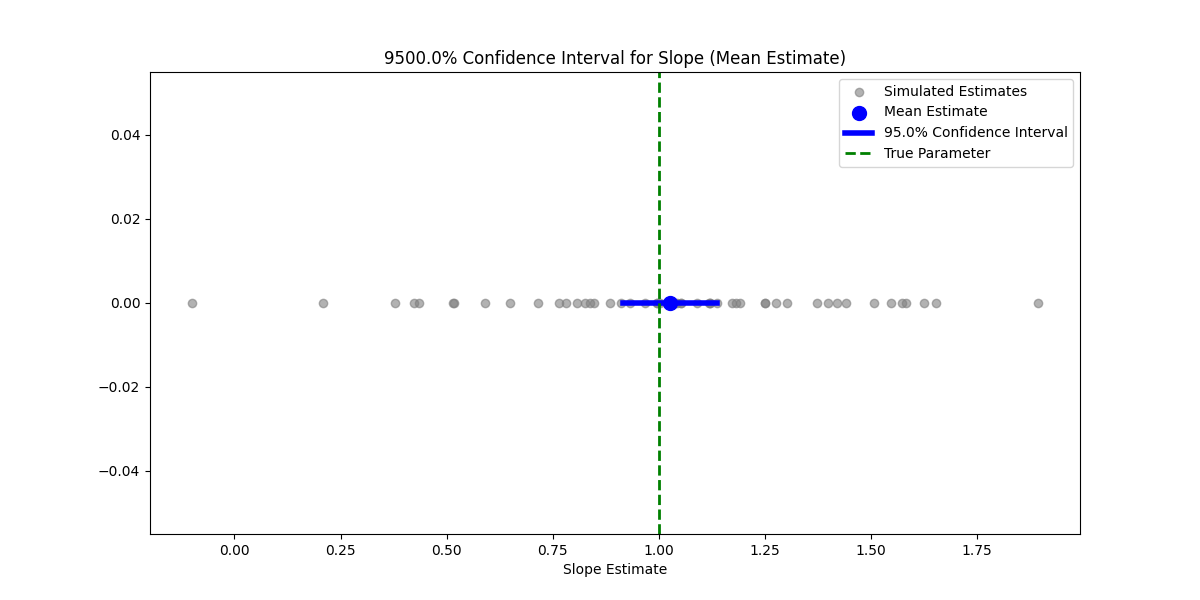 9500.0% Confidence Interval for Slope (Mean Estimate)
Simulated Estimates
Mean Estimate
95.0% Confidence Interval
True Parameter
0.04
0.02
0.00
−0.02
−0.04
0.00 0.25 0.50 0.75 1.00 1.25 1.50 1.75
Slope Estimate